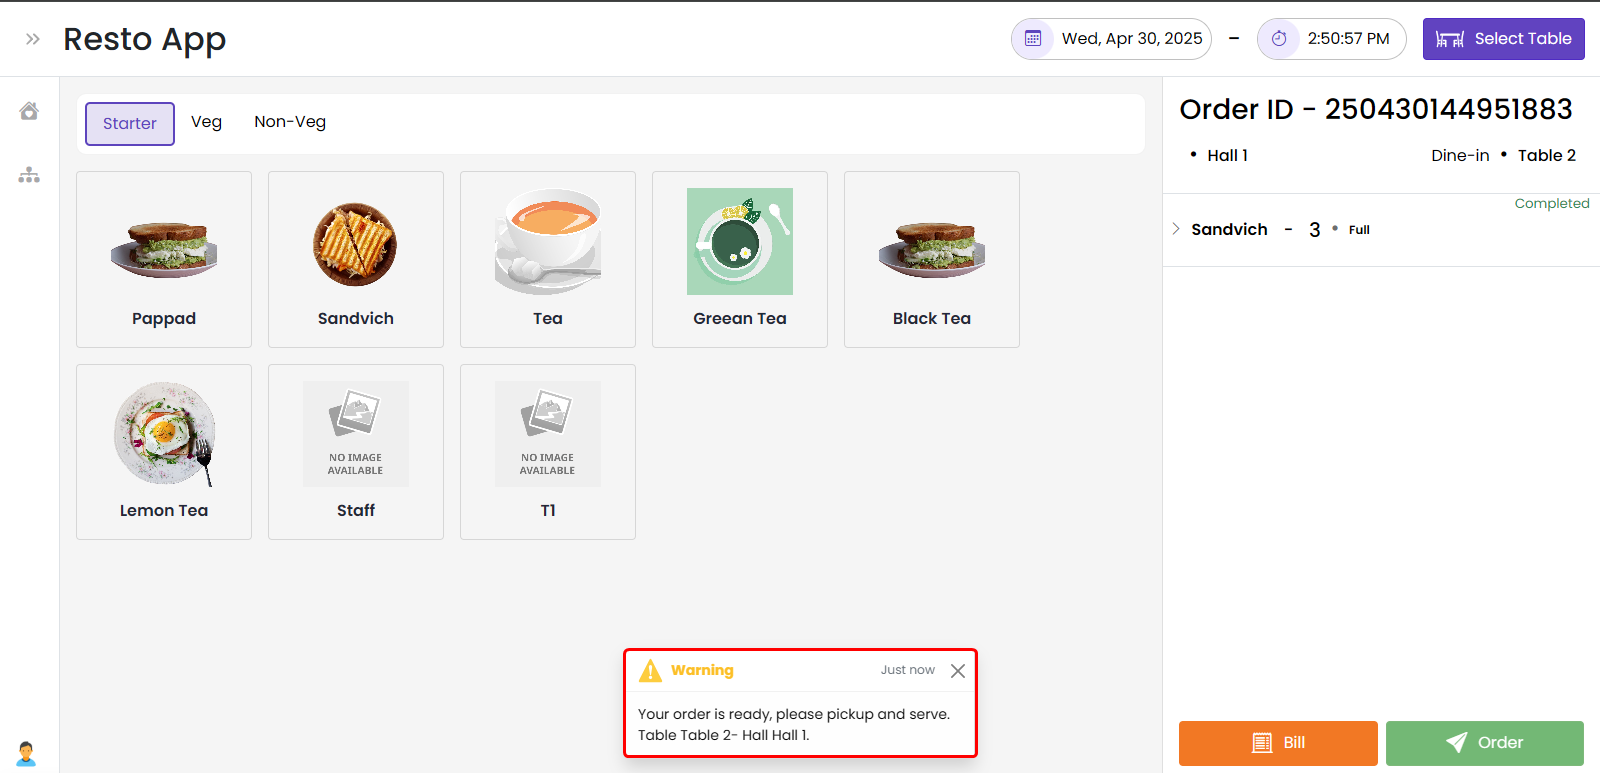 Resto App
Wed, Apr 30, 2025 - 2:50:57 PM
Select Table
Starter Veg Non-Veg
Pappad Sandvich Tea Greean Tea Black Tea
NO IMAGE AVAILABLE
NO IMAGE AVAILABLE
Lemon Tea Staff T1
Order ID - 250430144951883
• Hall 1 Dine-in • Table 2
Completed
Sandvich - 3 • Full
Warning Just now
Your order is ready, please pickup and serve.
Table Table 2- Hall Hall 1.
Bill Order